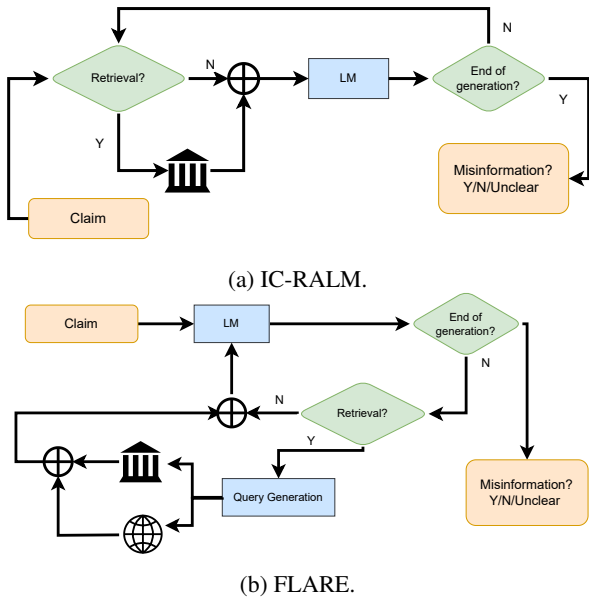 N
Retrieval?
N
LM
End of
generation?
Y
Y
Misinformation?
Y/N/Unclear
Claim
(a) IC-RALM.
Claim
LM
End of
generation?
N
Retrieval?
N
Y
Query Generation
Misinformation?
Y/N/Unclear
(b) FLARE.